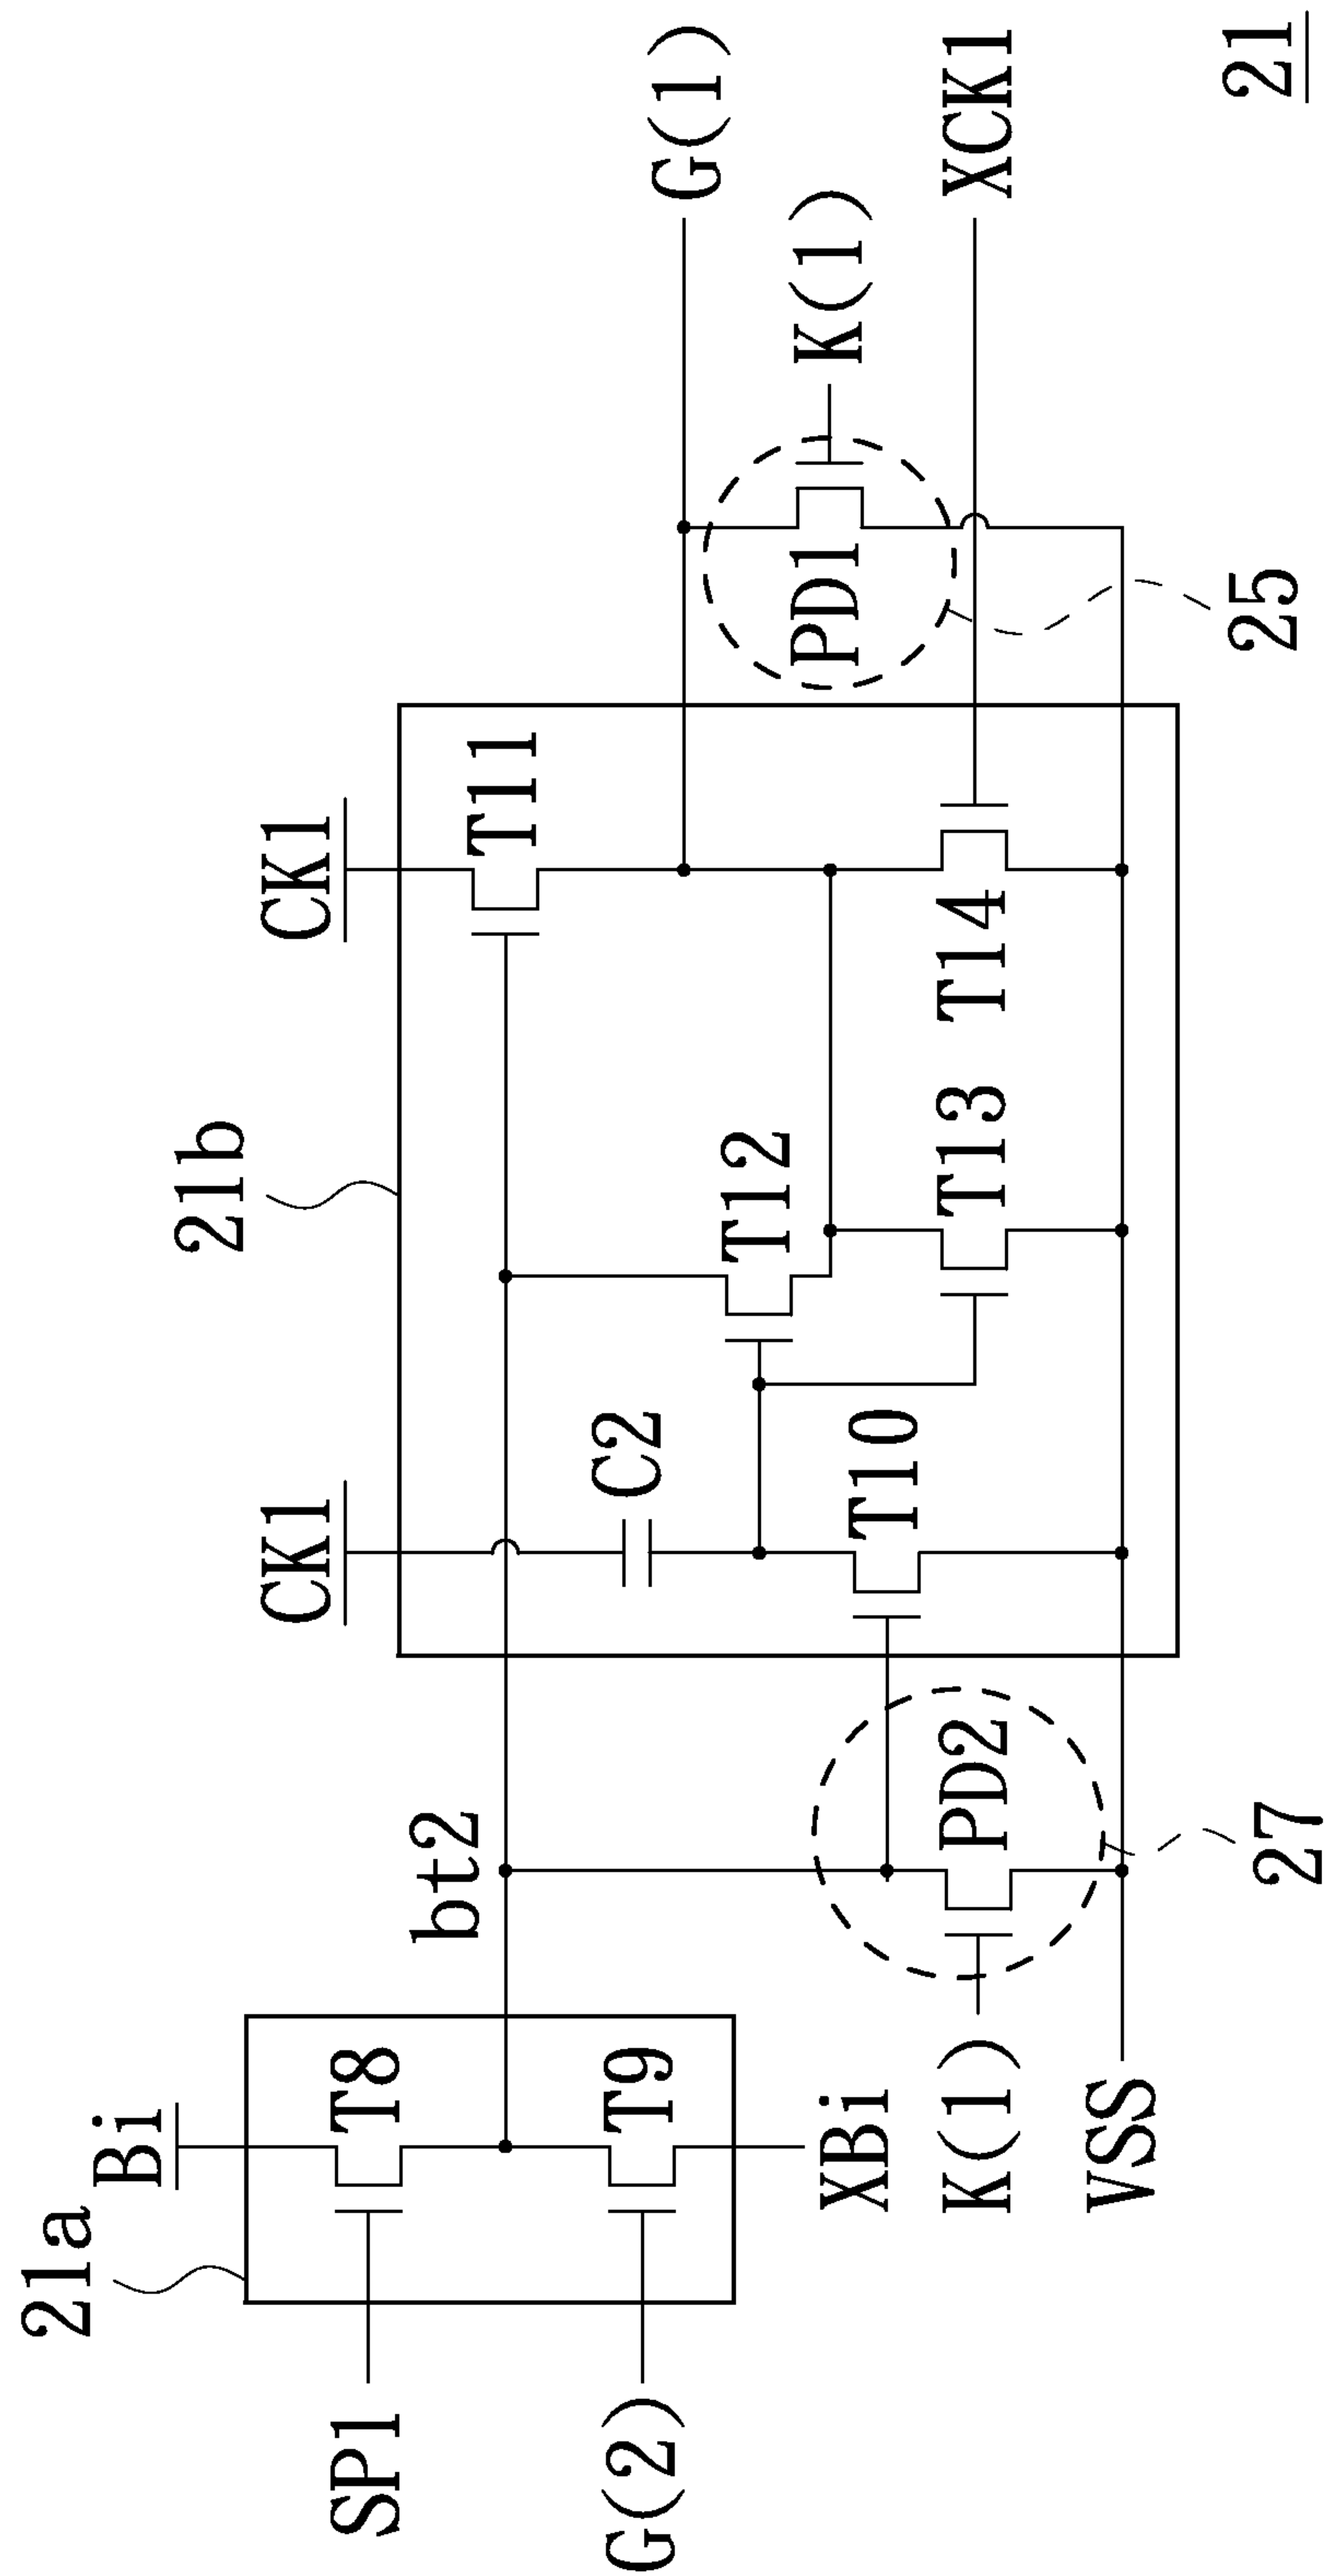 21a
Bi
SP1
T8
G(2)
T9
XBi
bt2
K(1)
PD2
27
VSS
21b
CK1
CK1
C2
T10
T11
T12
T13
T14
G(1)
PD1
K(1)
25
XCK1
21